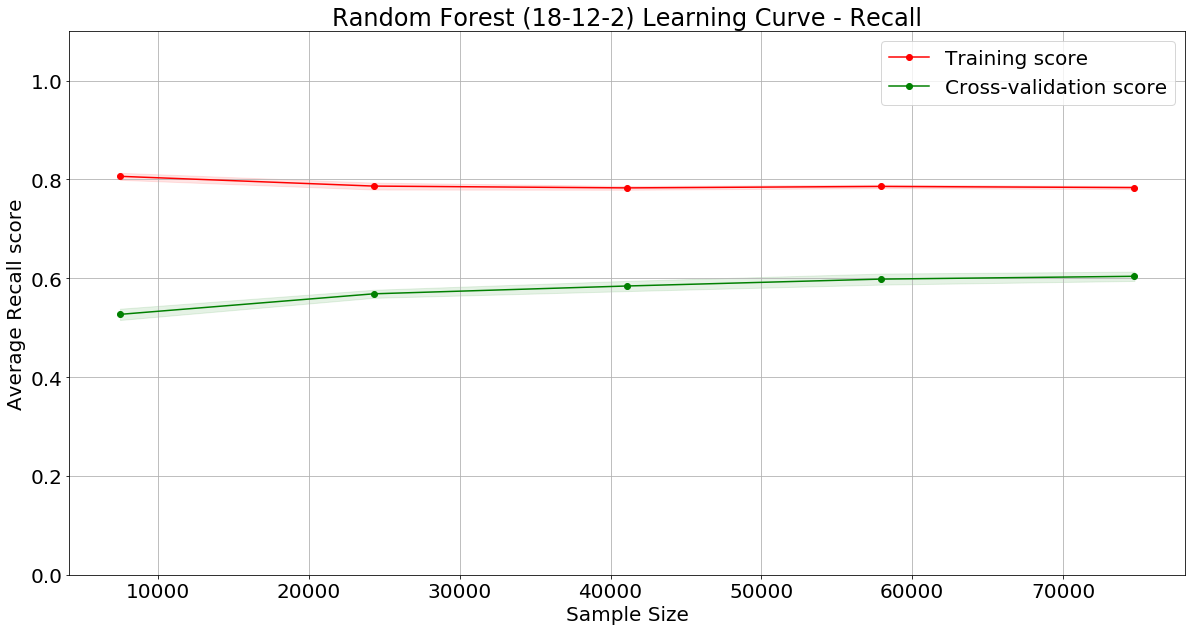 Random Forest (18-12-2) Learning Curve - Recall
Training score
Cross-validation score
Average Recall score
1.0
0.8
0.6
0.4
0.2
0.0
10000 20000 30000 40000 50000 60000 70000
Sample Size